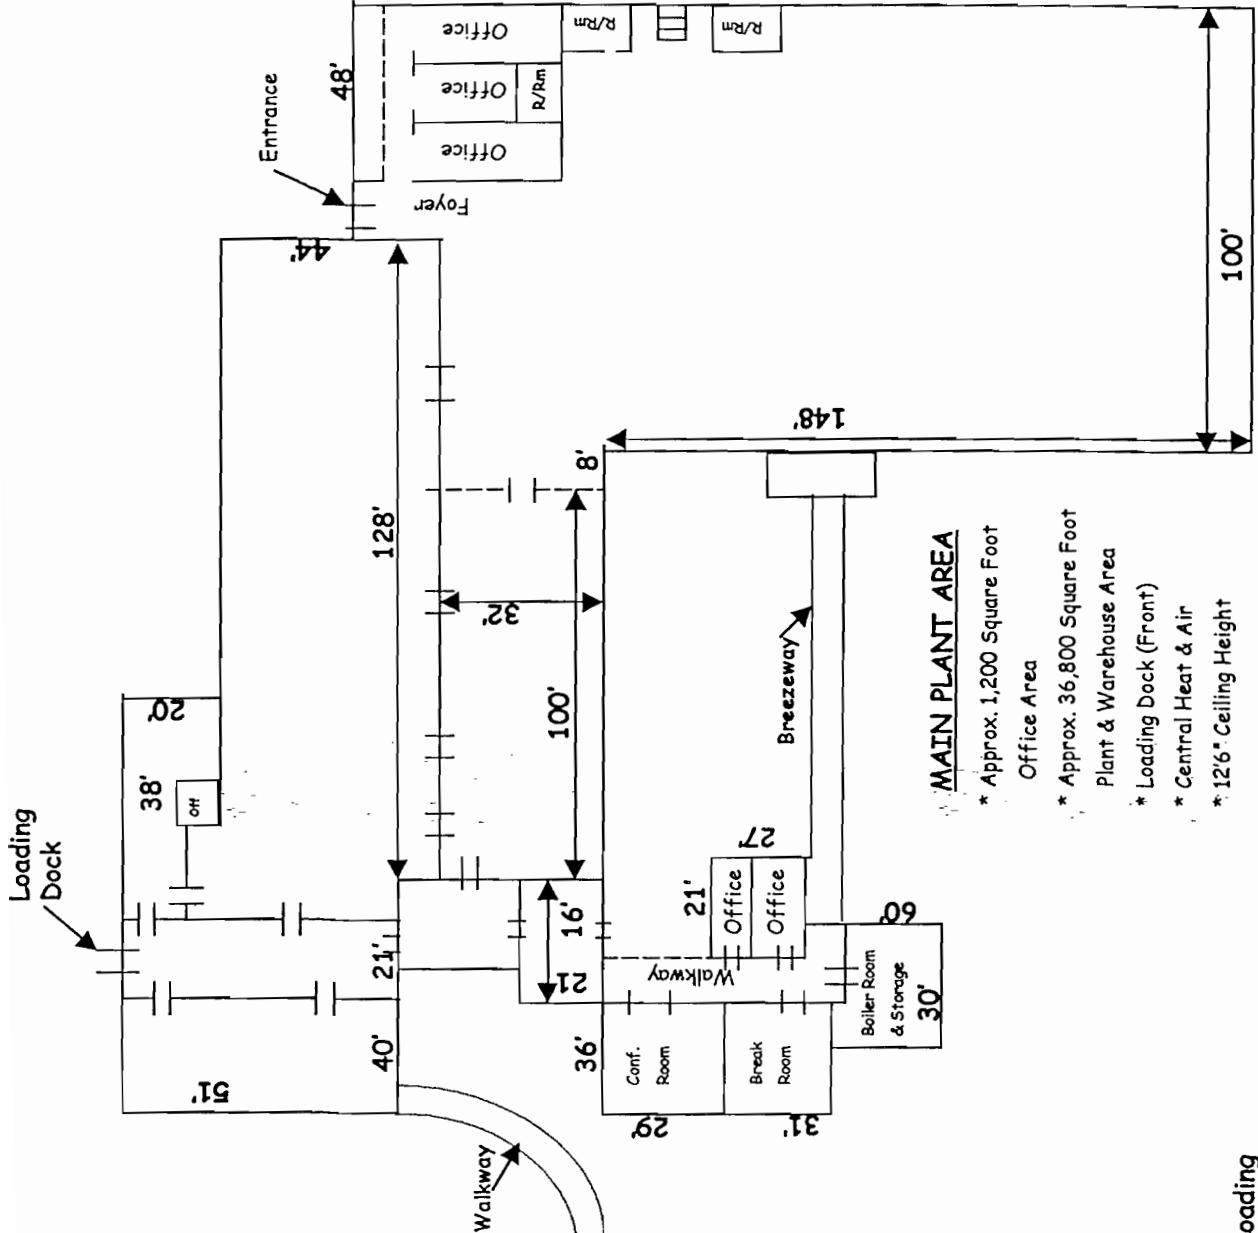 Office
R/Rm
R/Rm
48'
Office
R/Rm
Entrance
Office
Foyer
44'
100'
148'
8'
128'
32'
MAIN PLANT AREA
* Approx. 1,200 Square Foot
Office Area
* Approx. 36,800 Square Foot
Plant & Warehouse Area
* Loading Dock (Front)
* Central Heat & Air
* 12'6" Ceiling Height
Breezeway
100'
20'
38'
Off
Loading
Dock
27'
21'
Office
Office
16'
21'
21
60'
Walkway
Boiler Room
& Storage
30'
40'
36'
Conf.
Room
Break
Room
51'
29'
31'
Walkway
oading